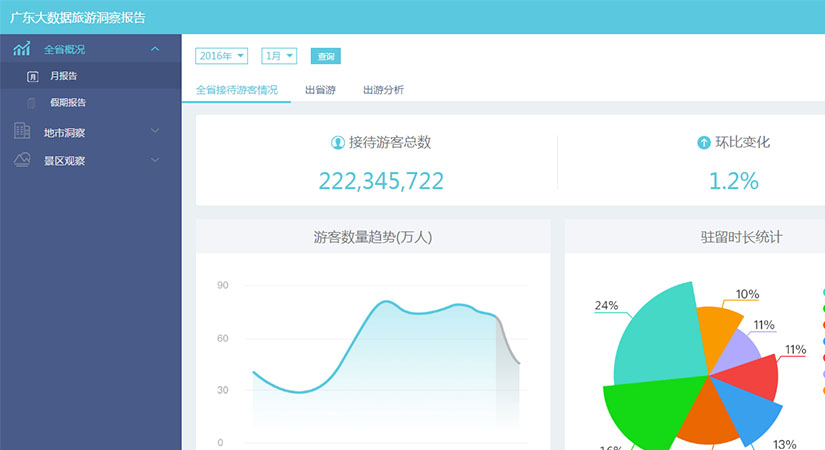 广东大数据旅游洞察报告
全省概况
月 月报告
假期报告
地市洞察
景区观察
2016年 1月 查询
全省接待游客情况 出省游 出游分析
接待游客总数 环比变化
222,345,722 1.2%
游客数量趋势(万人)
90
60
30
0
驻留时长统计
10%
24%
11%
11%
13%
16%